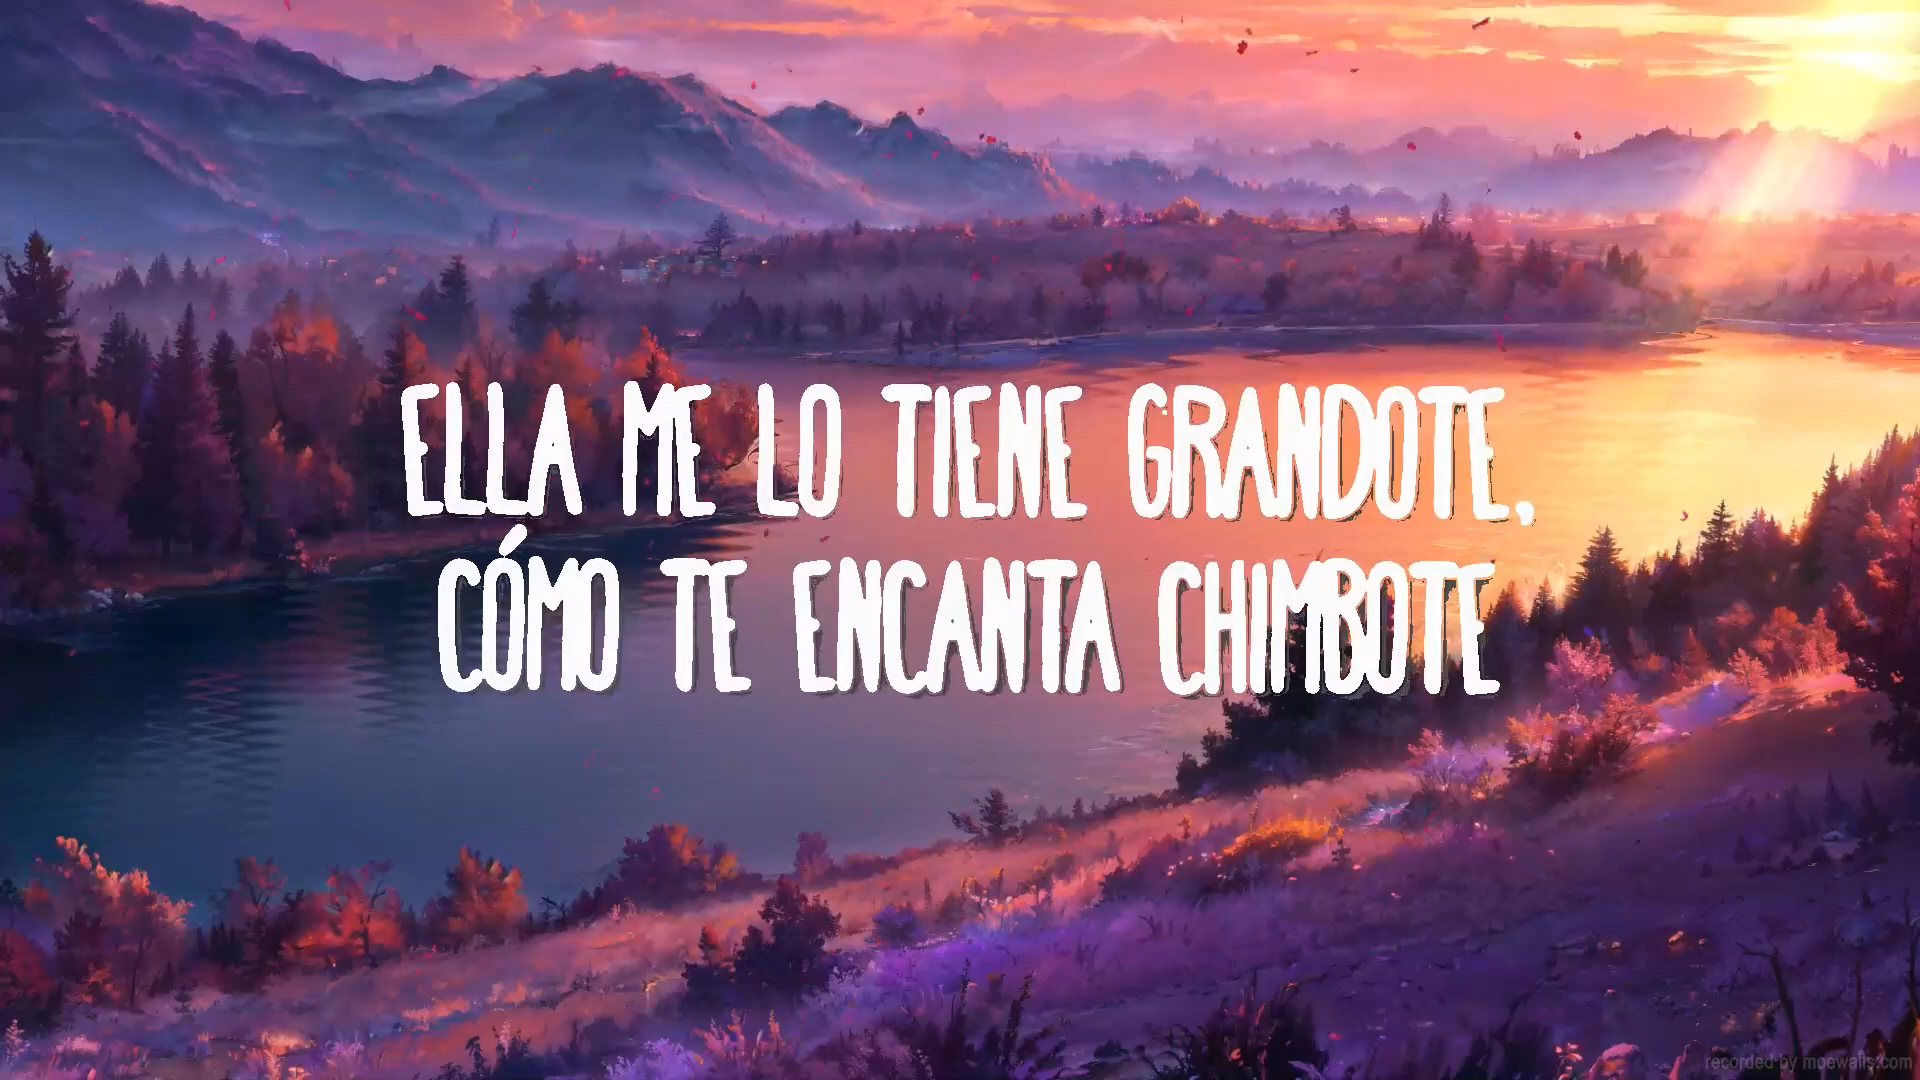 ELLA ME LO TIENE GRANDOTE,
CÓMO TE ENCANTA CHIMBOTE
recorded by moewalls.com